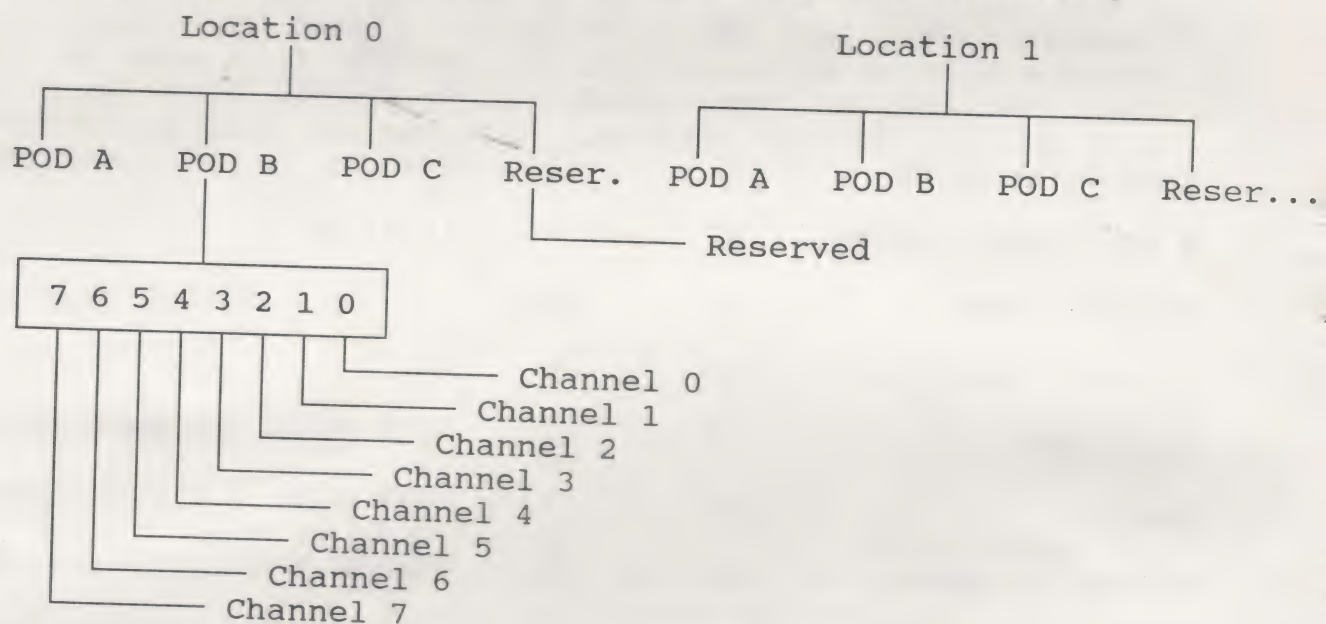 Location 0 Location 1
POD A POD B POD C Reser. POD A POD B POD C Reser...
Reserved
7 6 5 4 3 2 1 0
Channel 0
Channel 1
Channel 2
Channel 3
Channel 4
Channel 5
Channel 6
Channel 7